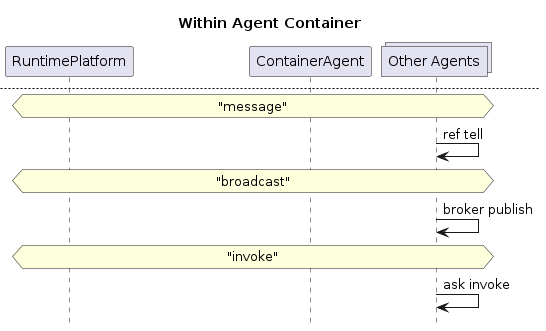 Within Agent Container
RuntimePlatform
ContainerAgent
Other Agents
"message"
ref tell
"broadcast"
broker publish
"invoke"
ask invoke